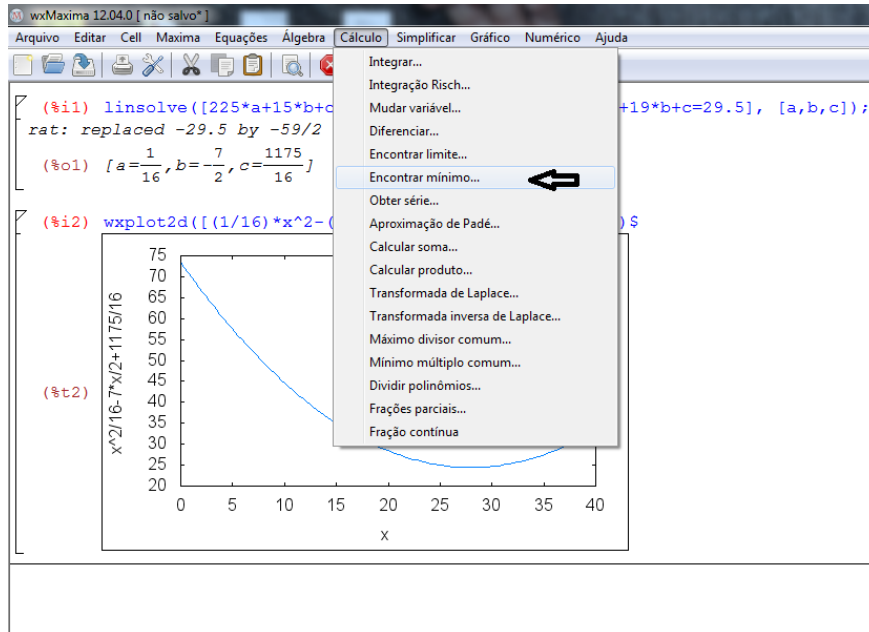 wxMaxima 12.04.0 [ não salvo* ]
Arquivo Editar Cell Maxima Equações Álgebra Cálculo Simplificar Gráfico Numérico Ajuda
Integrar...
Integração Risch...
Mudar variável...
Diferenciar...
Encontrar limite...
Encontrar mínimo...
Obter série...
Aproximação de Padé...
Calcular soma...
Calcular produto...
Transformada de Laplace...
Transformada inversa de Laplace...
Máximo divisor comum...
Mínimo múltiplo comum...
Dividir polinômios...
Frações parciais...
Fração contínua
(%i1) linsolve([225*a+15*b+c +19*b+c=29.5], [a,b,c]);
rat: replaced -29.5 by -59/2
(%o1) [a=1/16, b=-7/2, c=1175/16]
(%i2) wxplot2d([(1/16)*x^2-( )$
(%t2)
x^2/16-7*x/2+1175/16
75
70
65
60
55
50
45
40
35
30
25
20
0 5 10 15 20 25 30 35 40
x